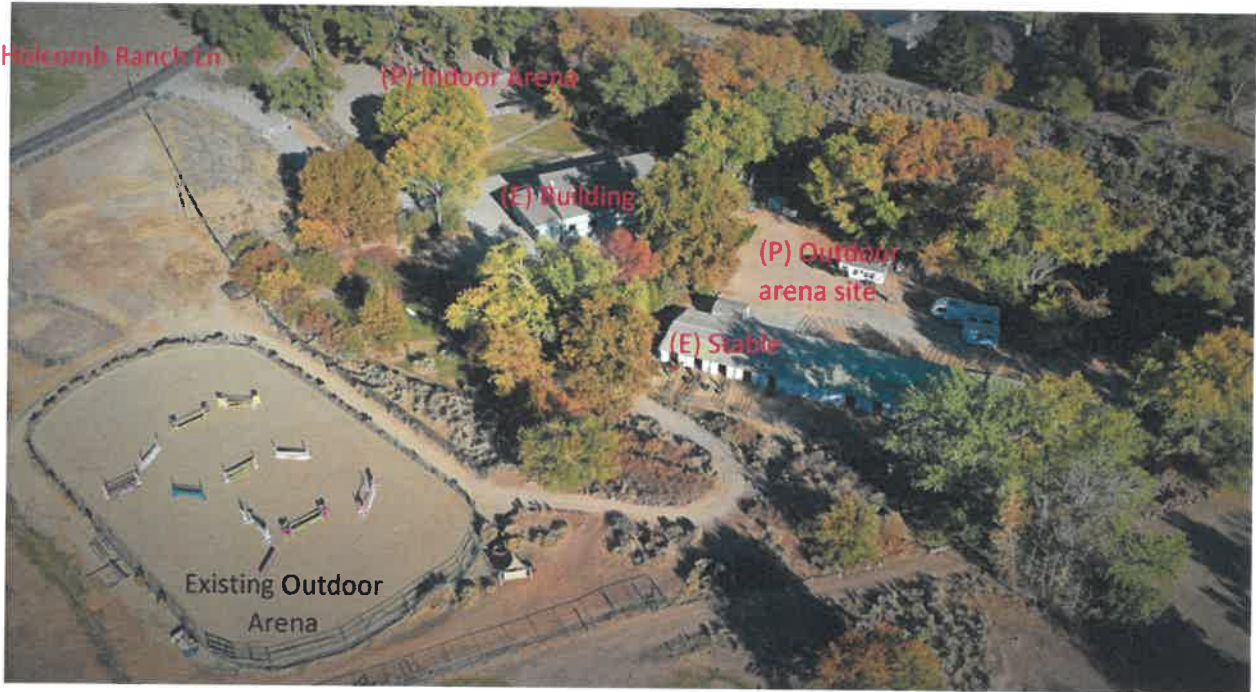 Holcomb Ranch Ln
(P) Indoor Arena
(E) Building
(P) Outdoor
arena site
(E) Stable
Existing Outdoor
Arena